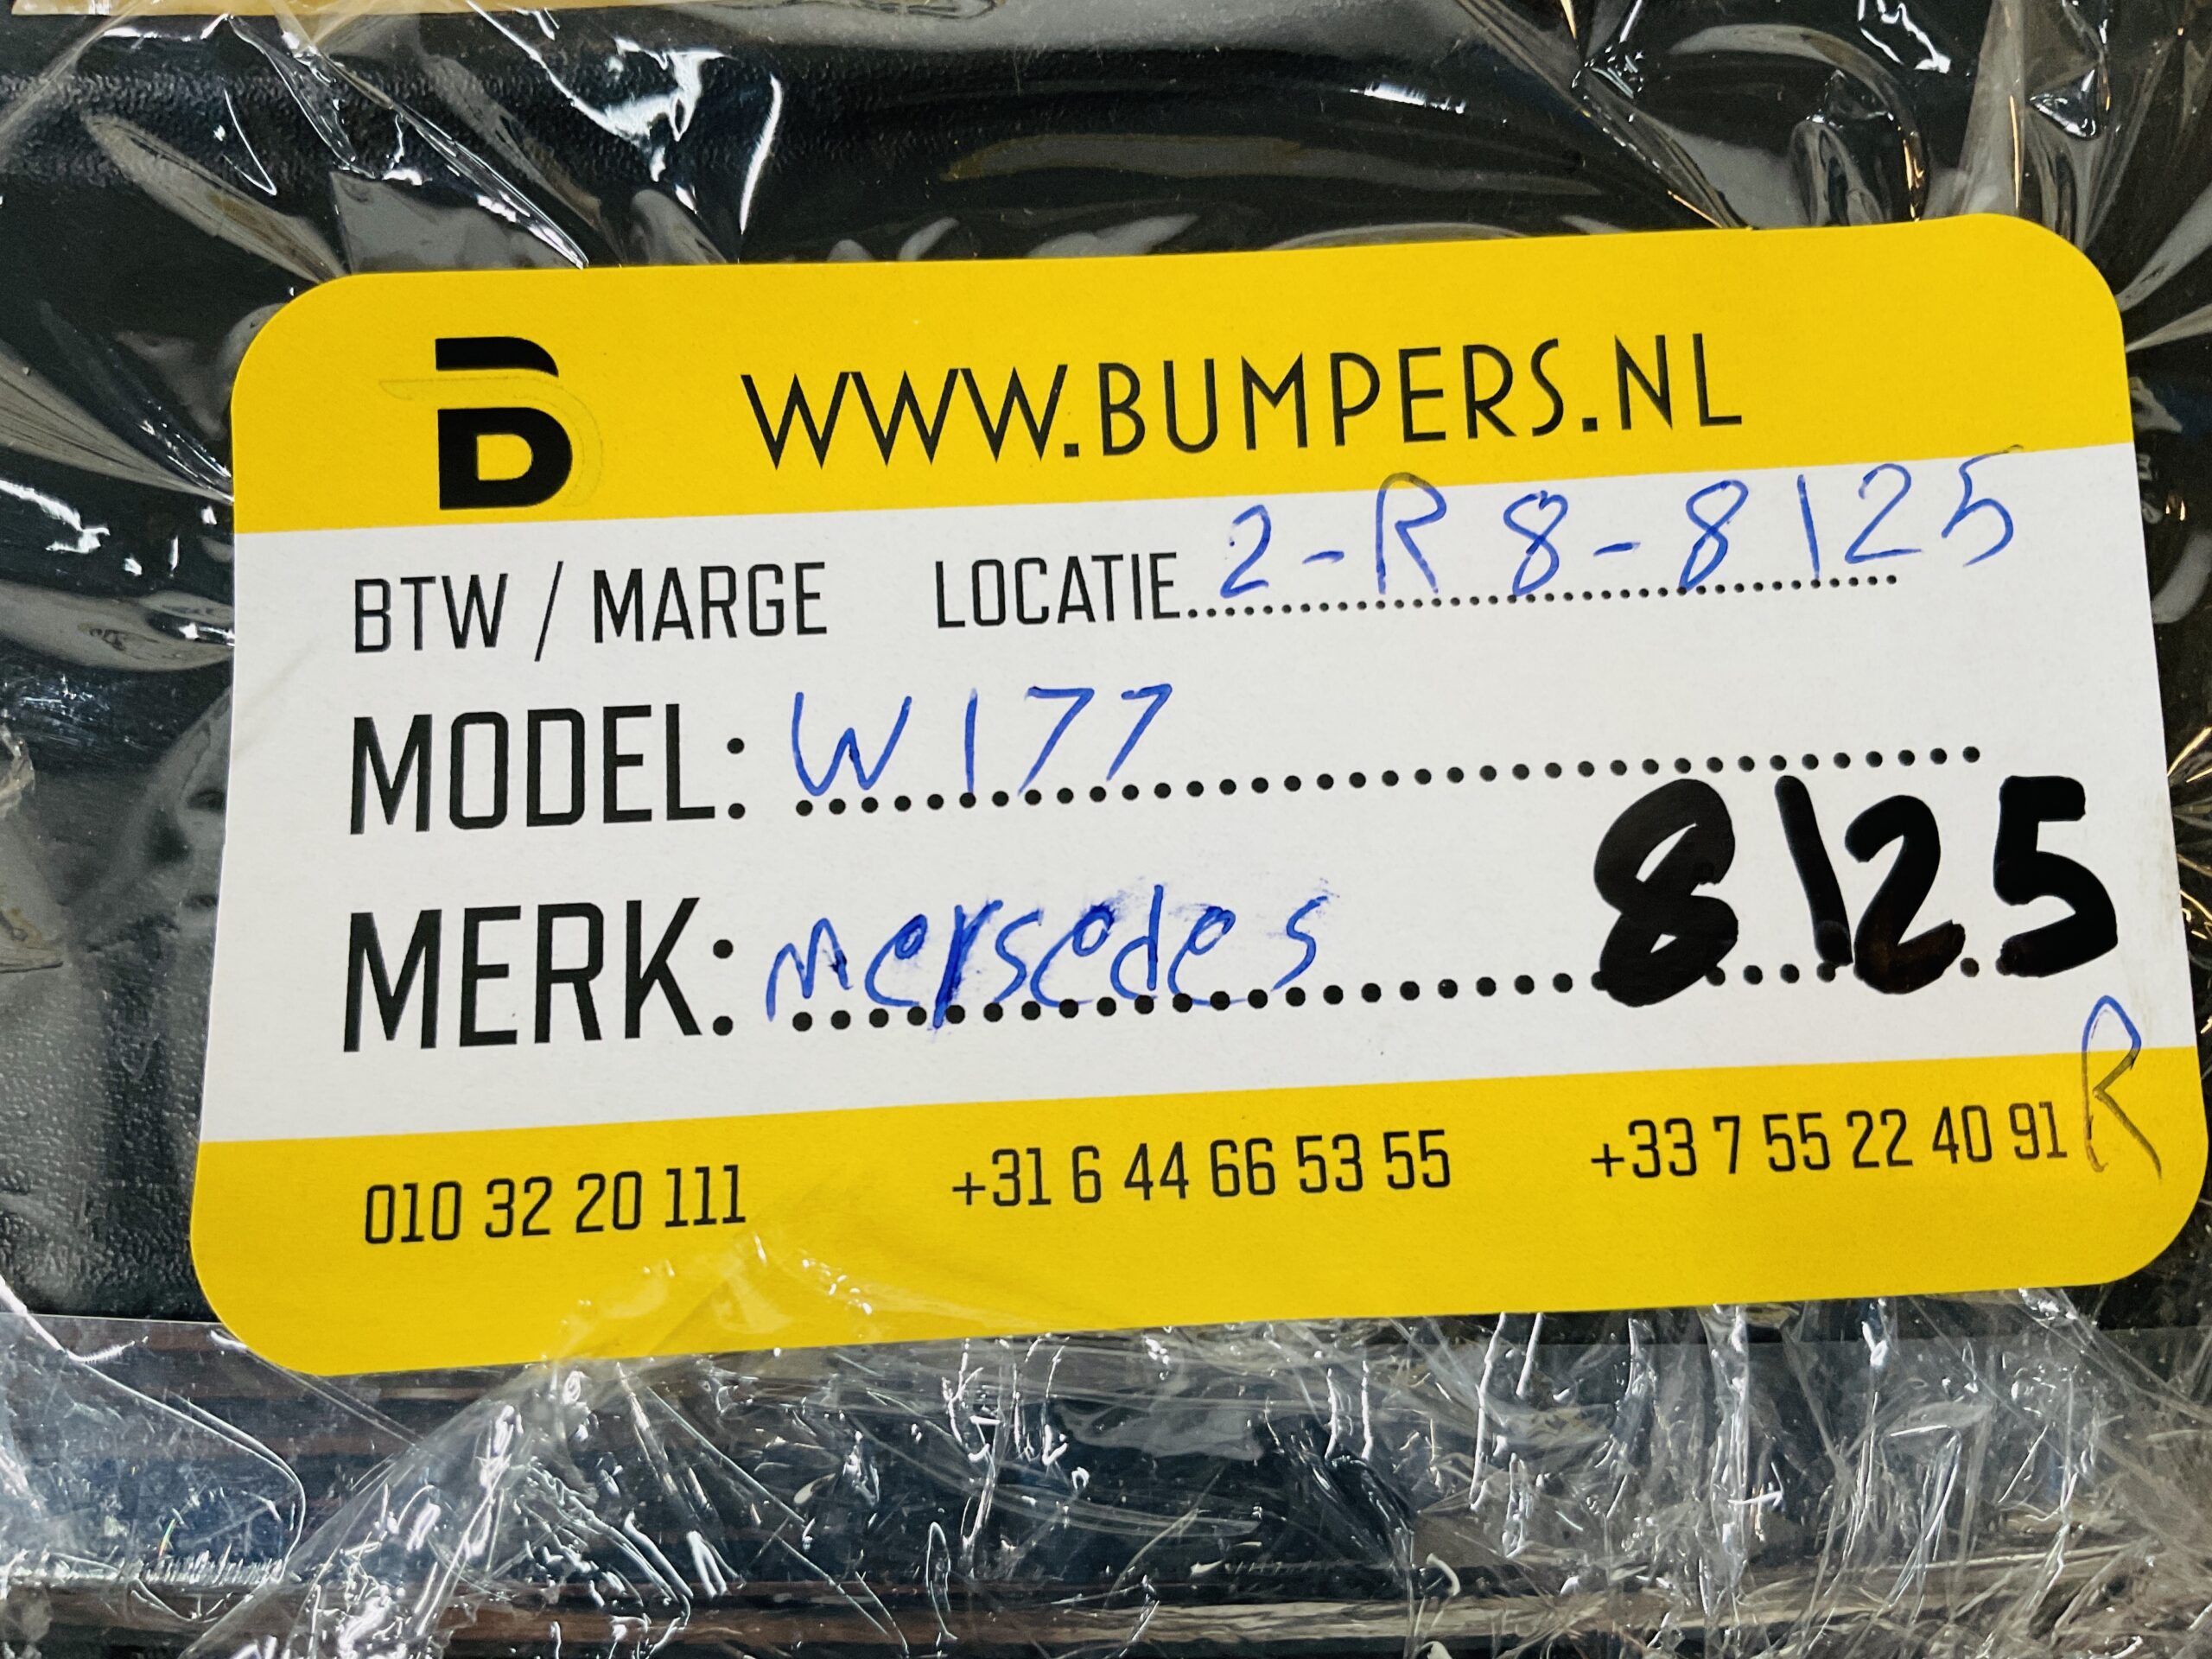 B WWW.BUMPERS.NL
BTW / MARGE LOCATIE 2-R8-8125
MODEL: W177
MERK: mersedes 8125
R
010 32 20 111 +31 6 44 66 53 55 +33 7 55 22 40 91